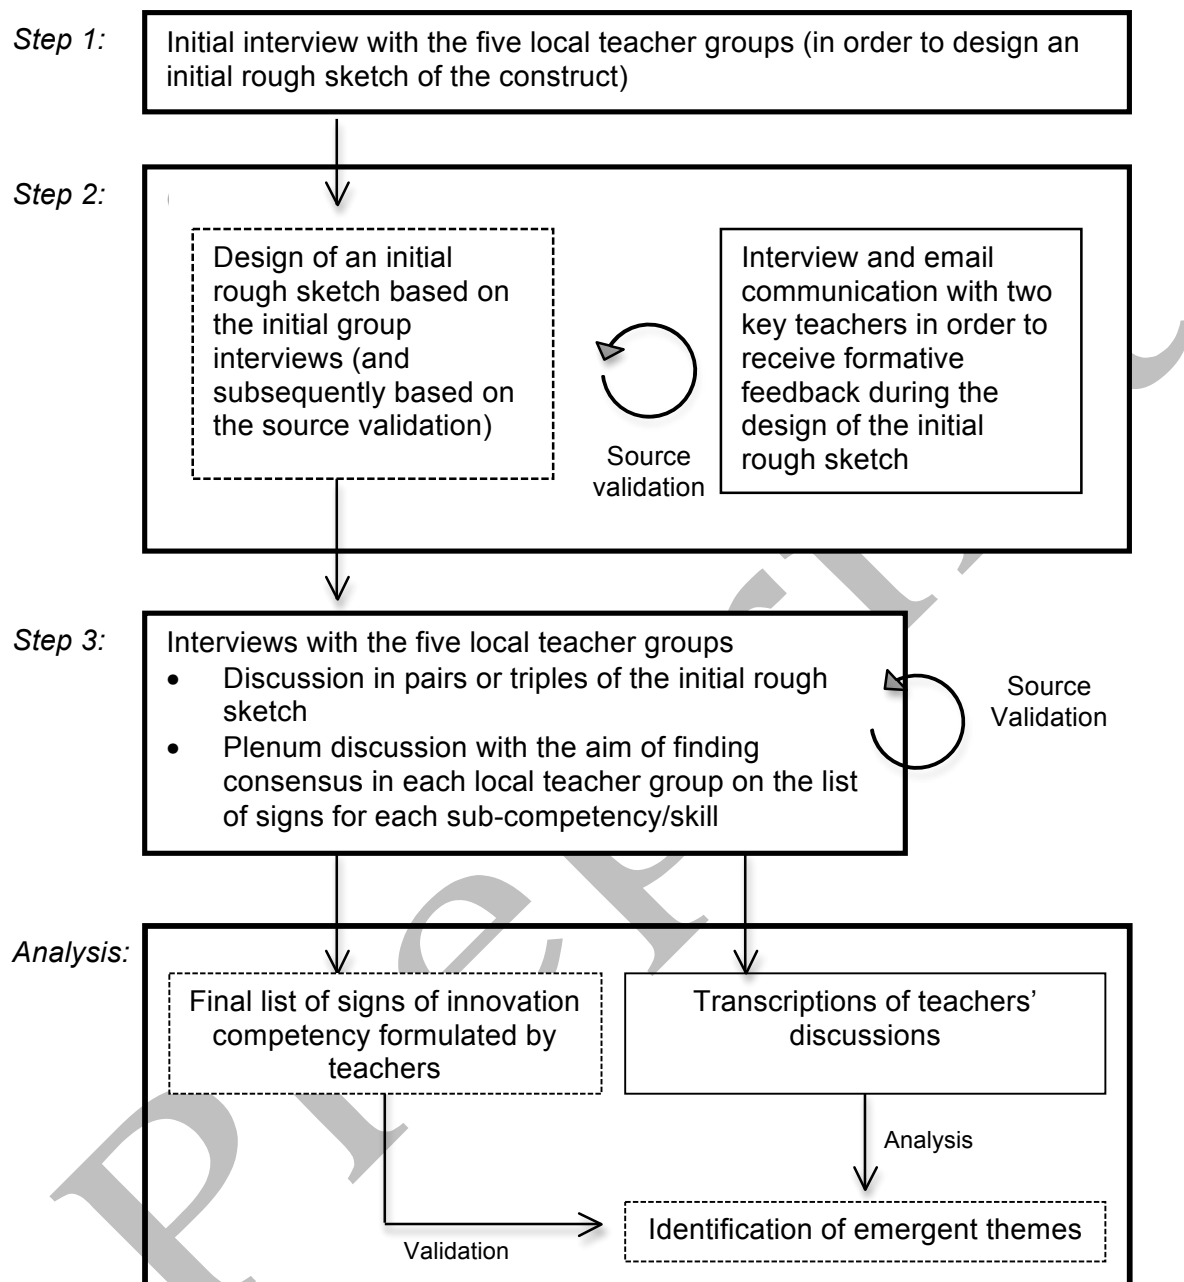 Step 1:
Initial interview with the five local teacher groups (in order to design an
initial rough sketch of the construct)
Step 2:
Design of an initial
rough sketch based on
the initial group
interviews (and
subsequently based on
the source validation)
Source
validation
Interview and email
communication with two
key teachers in order to
receive formative
feedback during the
design of the initial
rough sketch
Step 3:
Interviews with the five local teacher groups
• Discussion in pairs or triples of the initial rough
sketch
• Plenum discussion with the aim of finding
consensus in each local teacher group on the list
of signs for each sub-competency/skill
Source
Validation
Analysis:
Final list of signs of innovation
competency formulated by
teachers
Transcriptions of teachers’
discussions
Analysis
Validation
Identification of emergent themes